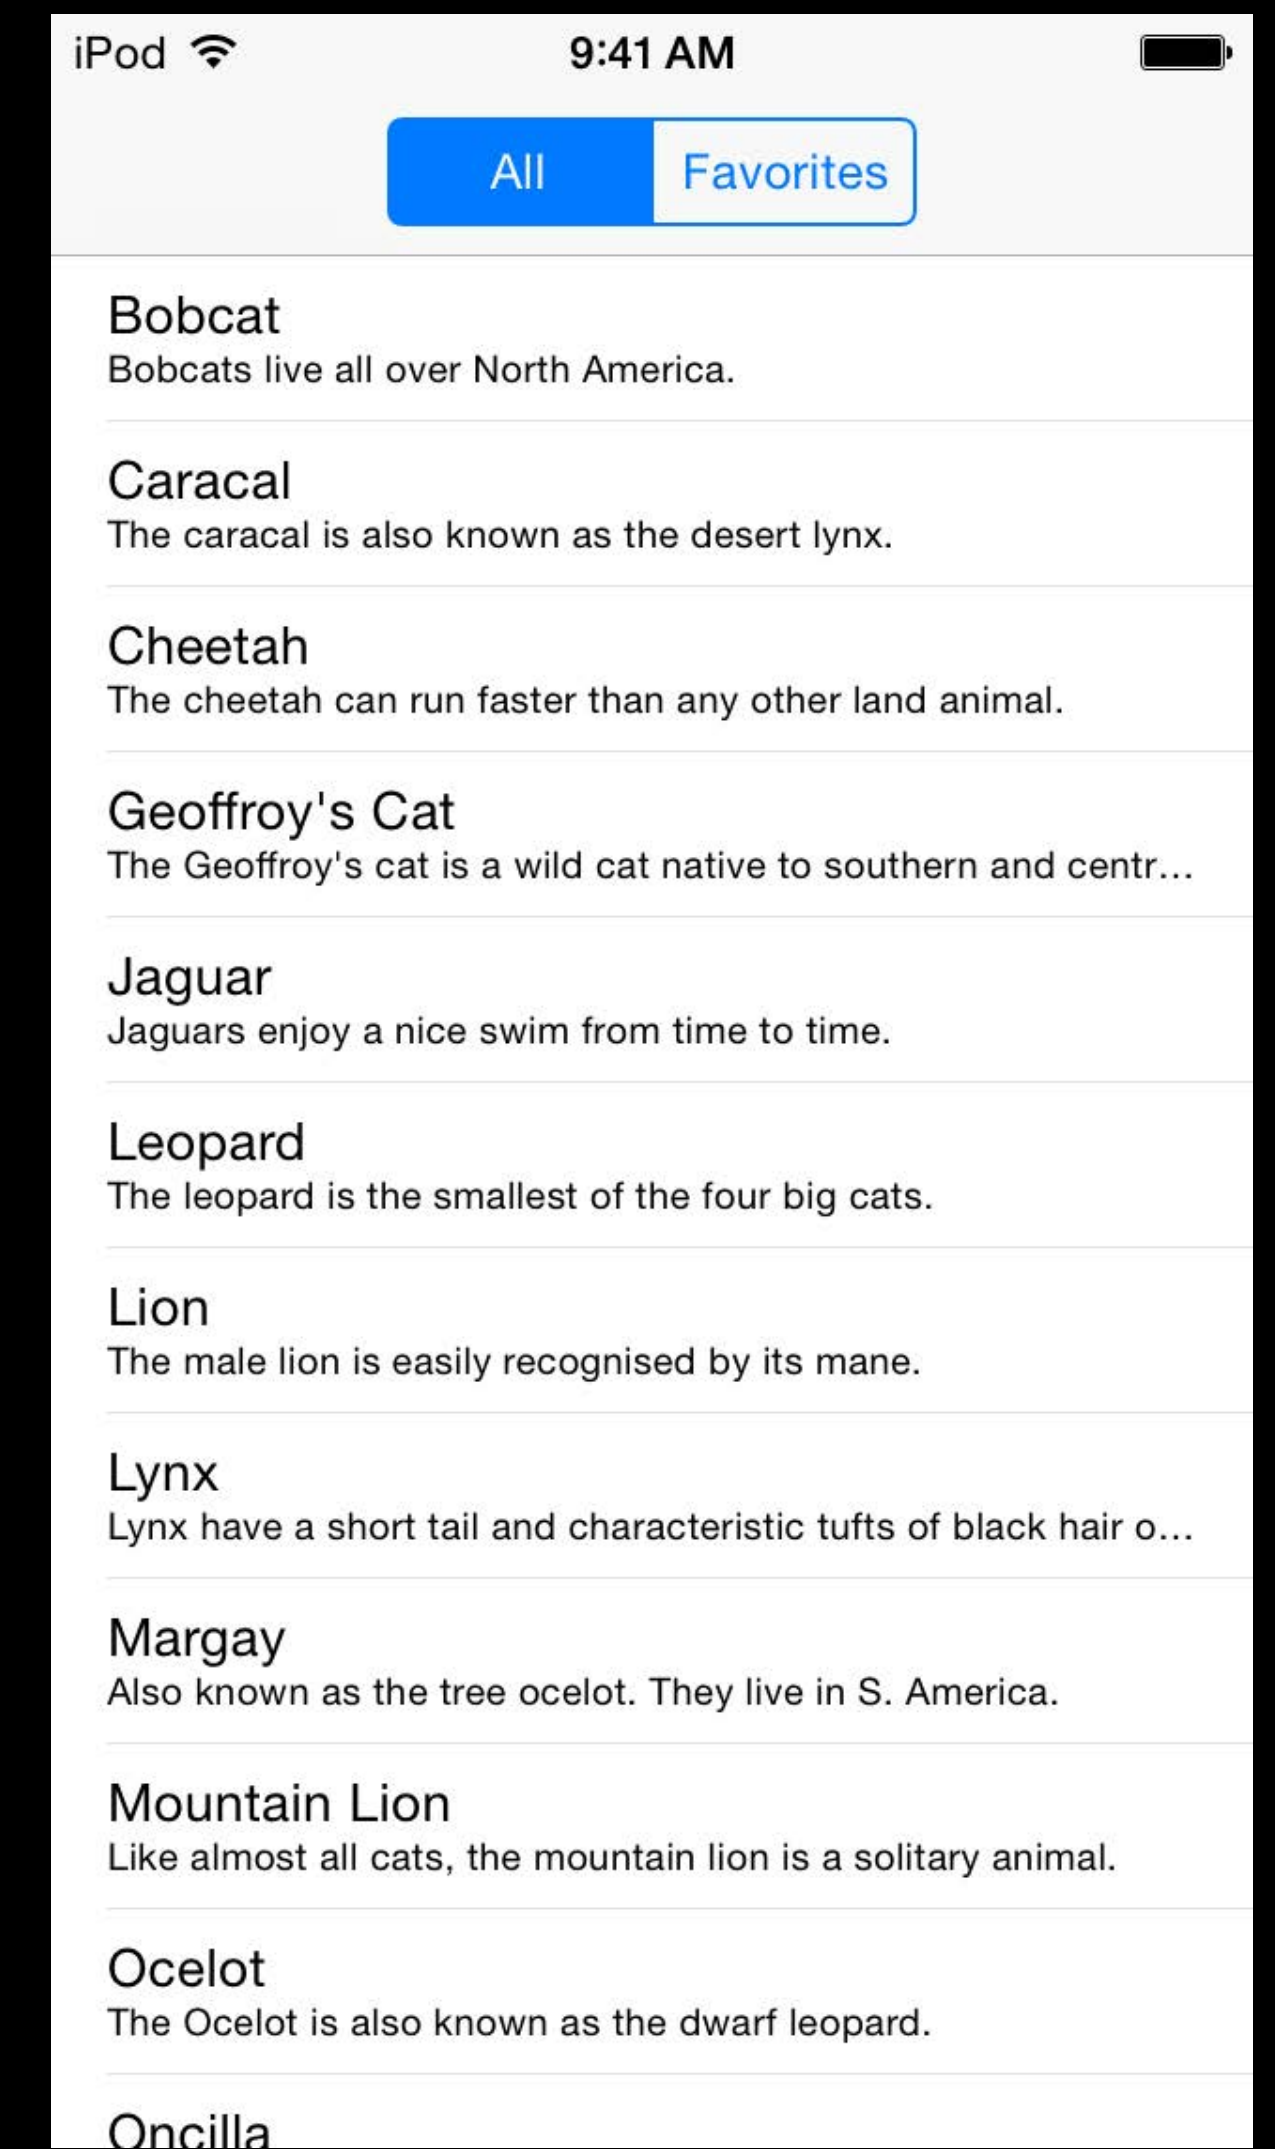 iPod 9:41 AM
All Favorites
Bobcat
Bobcats live all over North America.
Caracal
The caracal is also known as the desert lynx.
Cheetah
The cheetah can run faster than any other land animal.
Geoffroy's Cat
The Geoffroy's cat is a wild cat native to southern and centr...
Jaguar
Jaguars enjoy a nice swim from time to time.
Leopard
The leopard is the smallest of the four big cats.
Lion
The male lion is easily recognised by its mane.
Lynx
Lynx have a short tail and characteristic tufts of black hair o...
Margay
Also known as the tree ocelot. They live in S. America.
Mountain Lion
Like almost all cats, the mountain lion is a solitary animal.
Ocelot
The Ocelot is also known as the dwarf leopard.
Oncilla